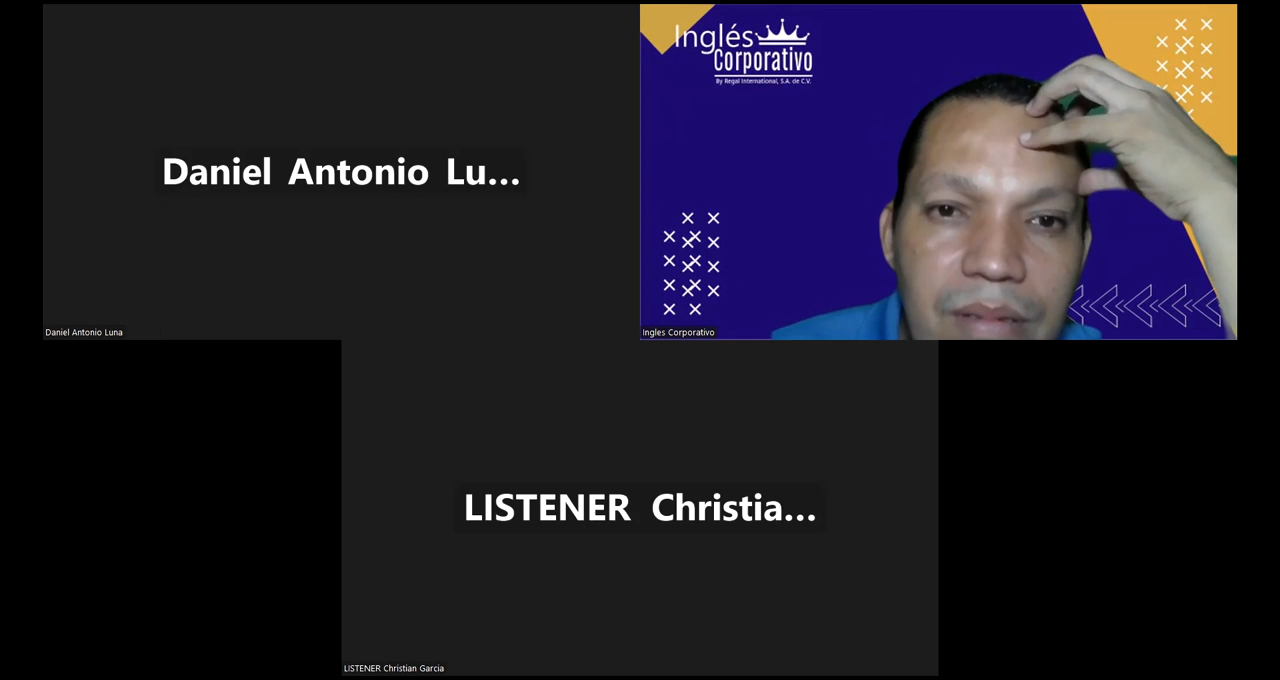 Daniel Antonio Lu...
Daniel Antonio Luna
Inglés
Corporativo
By Regal International, S.A. de C.V.
Ingles Corporativo
LISTENER Christia...
LISTENER Christian Garcia